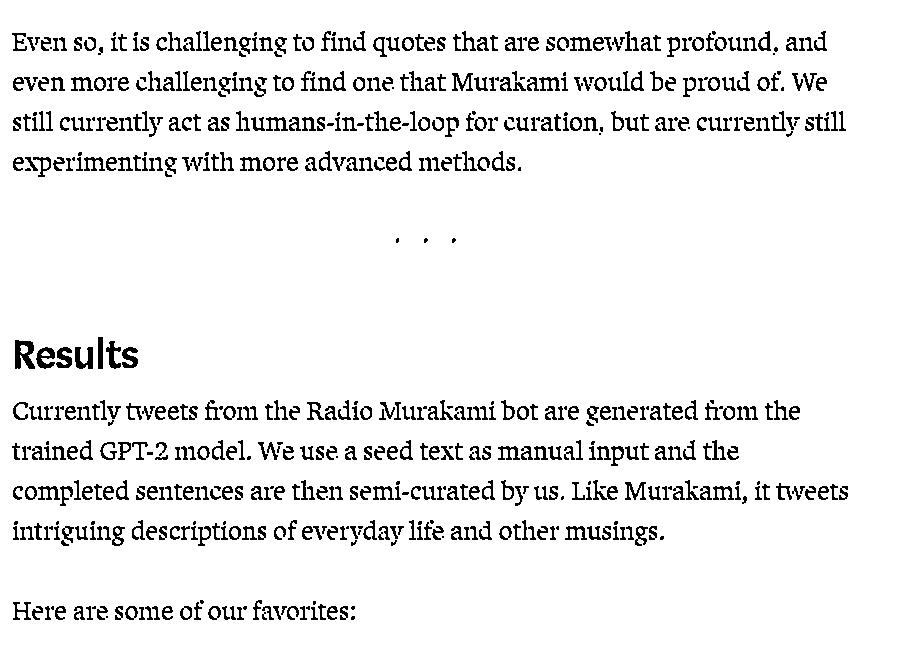 Even so, it is challenging to find quotes that are somewhat profound, and
even more challenging to find one that Murakami would be proud of. We
still currently act as humans-in-the-loop for curation, but are currently still
experimenting with more advanced methods.
. . .
Results
Currently tweets from the Radio Murakami bot are generated from the
trained GPT-2 model. We use a seed text as manual input and the
completed sentences are then semi-curated by us. Like Murakami, it tweets
intriguing descriptions of everyday life and other musings.
Here are some of our favorites: